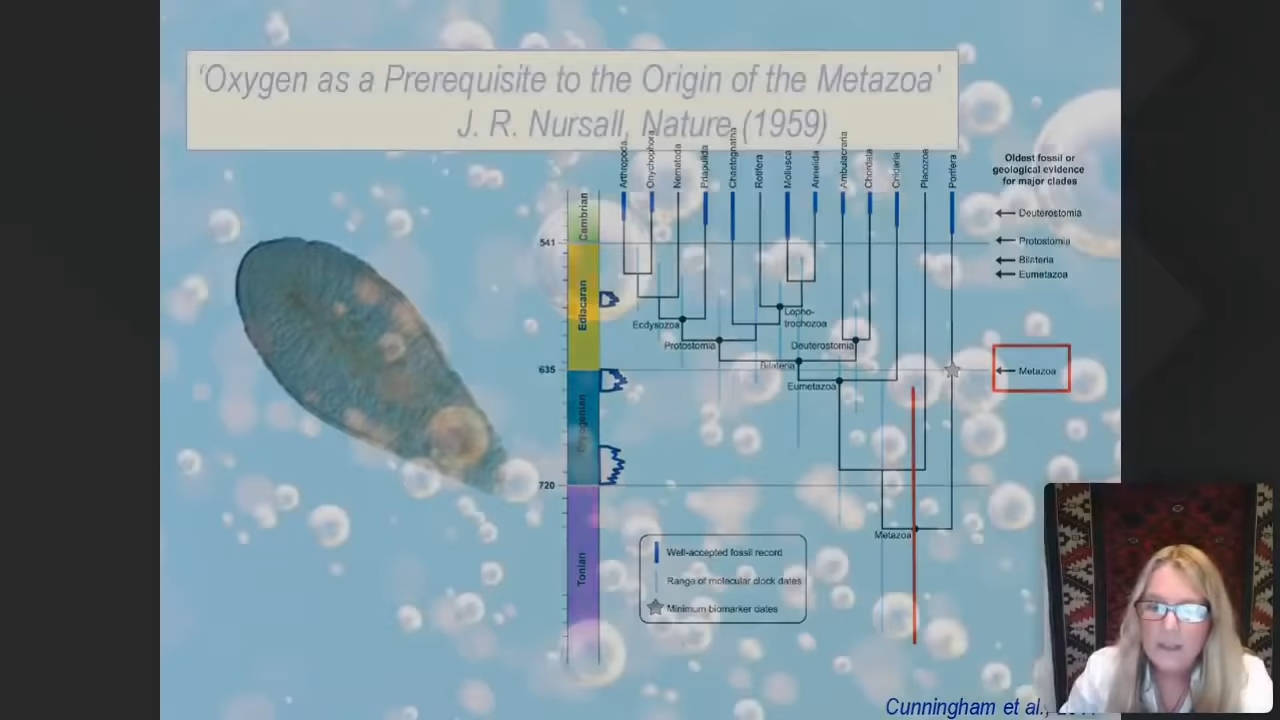 ‘Oxygen as a Prerequisite to the Origin of the Metazoa’
J. R. Nursall, Nature (1959)
Arthropoda
Onychophora
Nematoda
Priapulida
Chaetognatha
Rotifera
Mollusca
Annelida
Ambulacraria
Chordata
Cnidaria
Placozoa
Porifera
Oldest fossil or
geological evidence
for major clades
Deuterostomia
Protostomia
Bilateria
Eumetazoa
Metazoa
Cambrian
541
Ediacaran
635
Cryogenian
720
Tonian
Ecdysozoa
Lopho-
trochozoa
Protostomia
Deuterostomia
Bilateria
Eumetazoa
Metazoa
Well-accepted fossil record
Range of molecular clock dates
Minimum biomarker dates
Cunningham et al.,